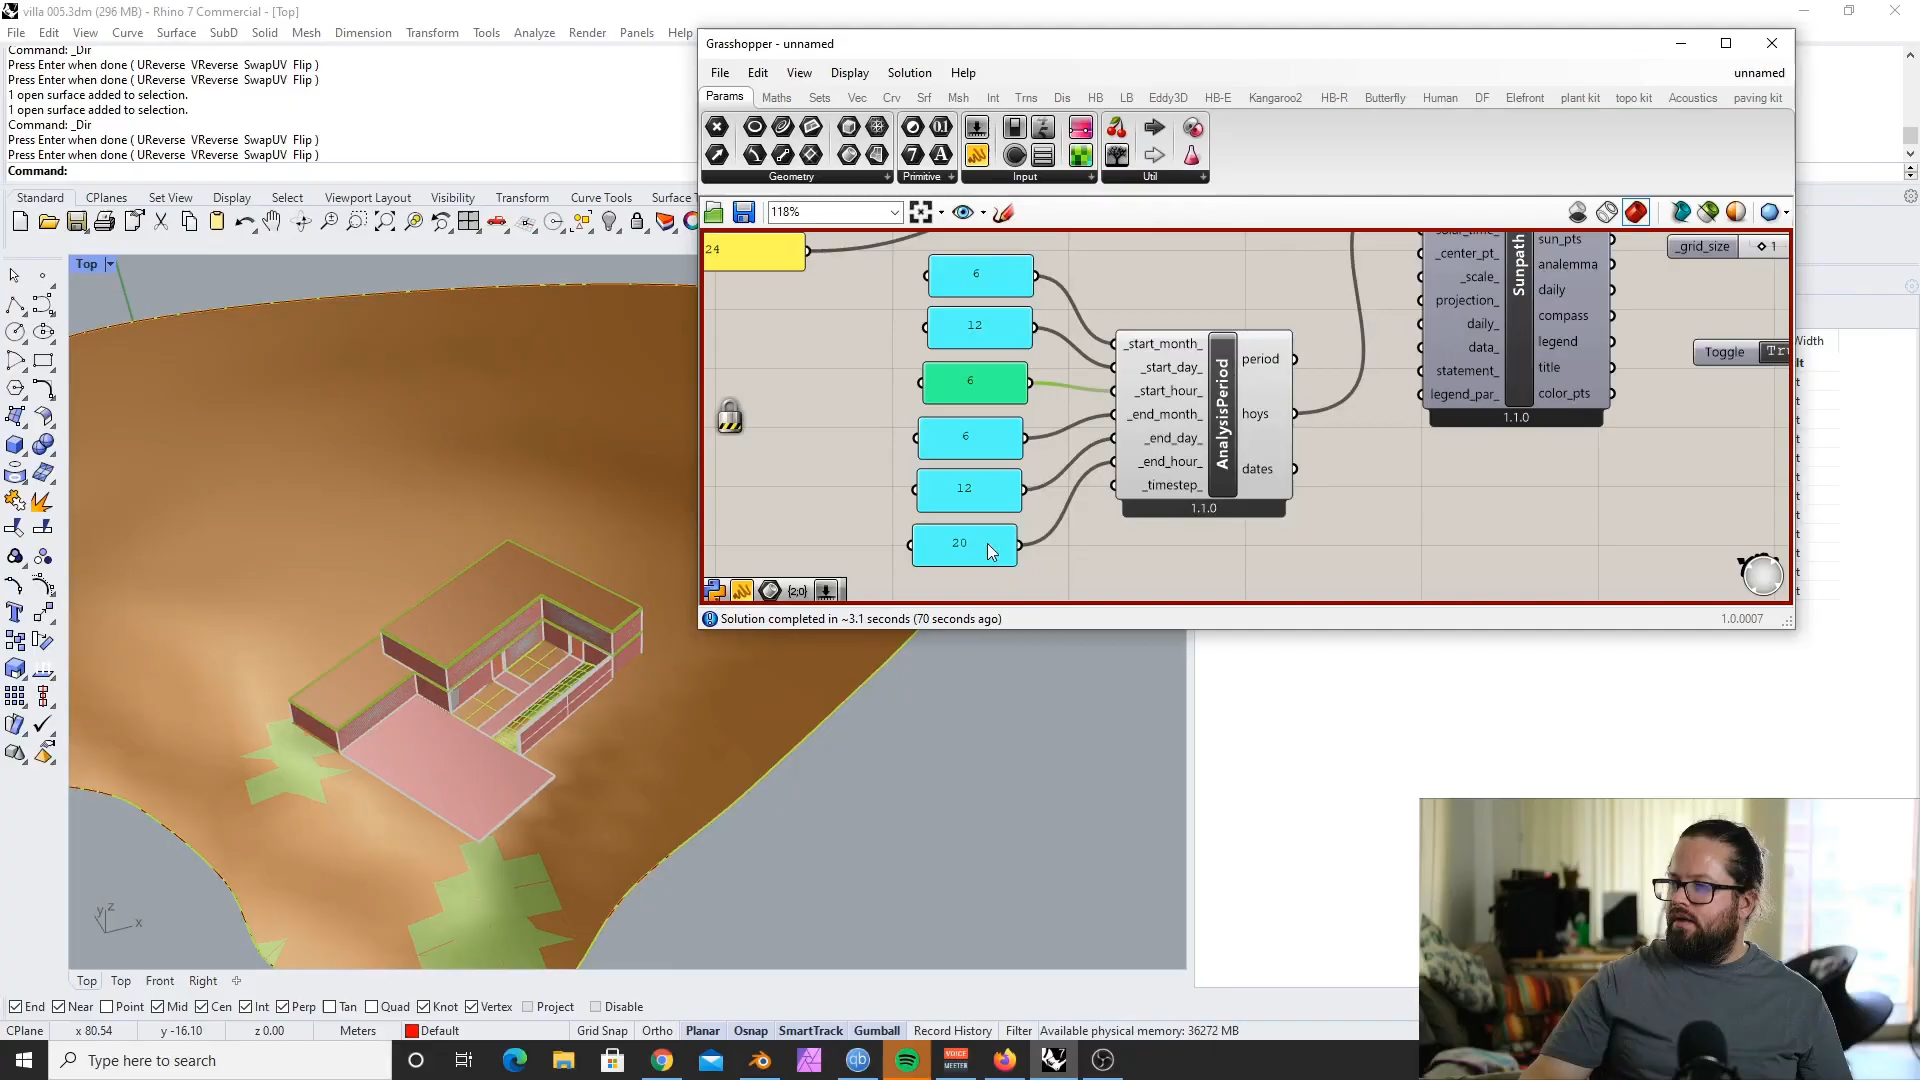 villa 005.3dm (296 MB) - Rhino 7 Commercial - [Top]
File Edit View Curve Surface SubD Solid Mesh Dimension Transform Tools Analyze Render Panels Help
Command: _Dir
Press Enter when done ( UReverse VReverse SwapUV Flip )
Press Enter when done ( UReverse VReverse SwapUV Flip )
1 open surface added to selection.
1 open surface added to selection.
Command: _Dir
Press Enter when done ( UReverse VReverse SwapUV Flip )
Press Enter when done ( UReverse VReverse SwapUV Flip )
Command:
Standard CPlanes Set View Display Select Viewport Layout Visibility Transform Curve Tools Surface T
Grasshopper - unnamed
File Edit View Display Solution Help unnamed
Params Maths Sets Vec Crv Srf Msh Int Trns Dis HB LB Eddy3D HB-E Kangaroo2 HB-R Butterfly Human DF Elefront plant kit topo kit Acoustics paving kit
Geometry Primitive Input Util
118%
24
6
12
6
6
12
20
_start_month_
_start_day_
_start_hour_
_end_month_
_end_day_
_end_hour_
_timestep_
AnalysisPeriod
period
hoys
dates
1.1.0
_center_pt_
_scale_
projection_
daily_
data_
statement_
legend_par_
Sunpath
sun_pts
analemma
daily
compass
legend
title
color_pts
1.1.0
_grid_size 1
Toggle Tru
{2;0}
Solution completed in ~3.1 seconds (70 seconds ago) 1.0.0007
Width
Top
z
y
x
Top Top Front Right
End Near Point Mid Cen Int Perp Tan Quad Knot Vertex Project Disable
CPlane x 80.54 y -16.10 z 0.00 Meters Default Grid Snap Ortho Planar Osnap SmartTrack Gumball Record History Filter Available physical memory: 36272 MB
Type here to search
qb
VOICE
MEETER
7